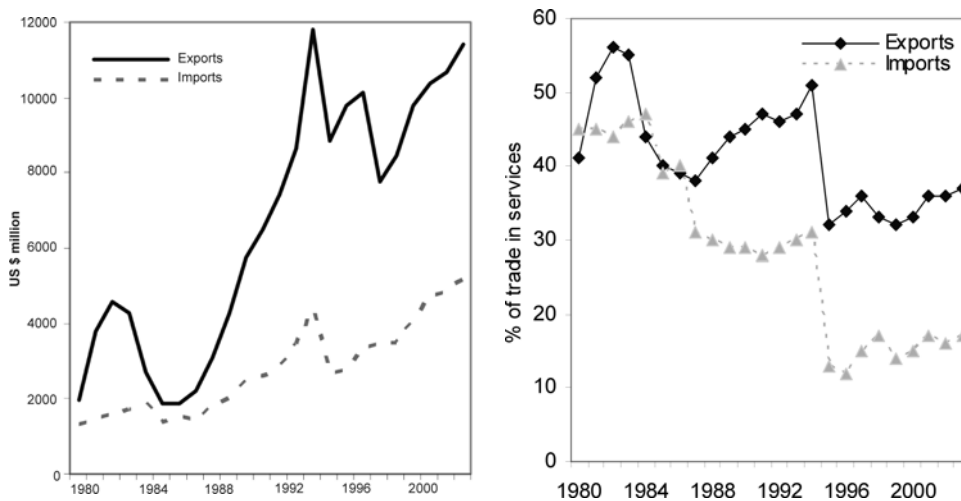 12000
10000
8000
6000
4000
2000
0
US $ million
Exports
Imports
1980 1984 1988 1992 1996 2000
60
50
40
30
20
10
0
% of trade in services
Exports
Imports
1980 1984 1988 1992 1996 2000